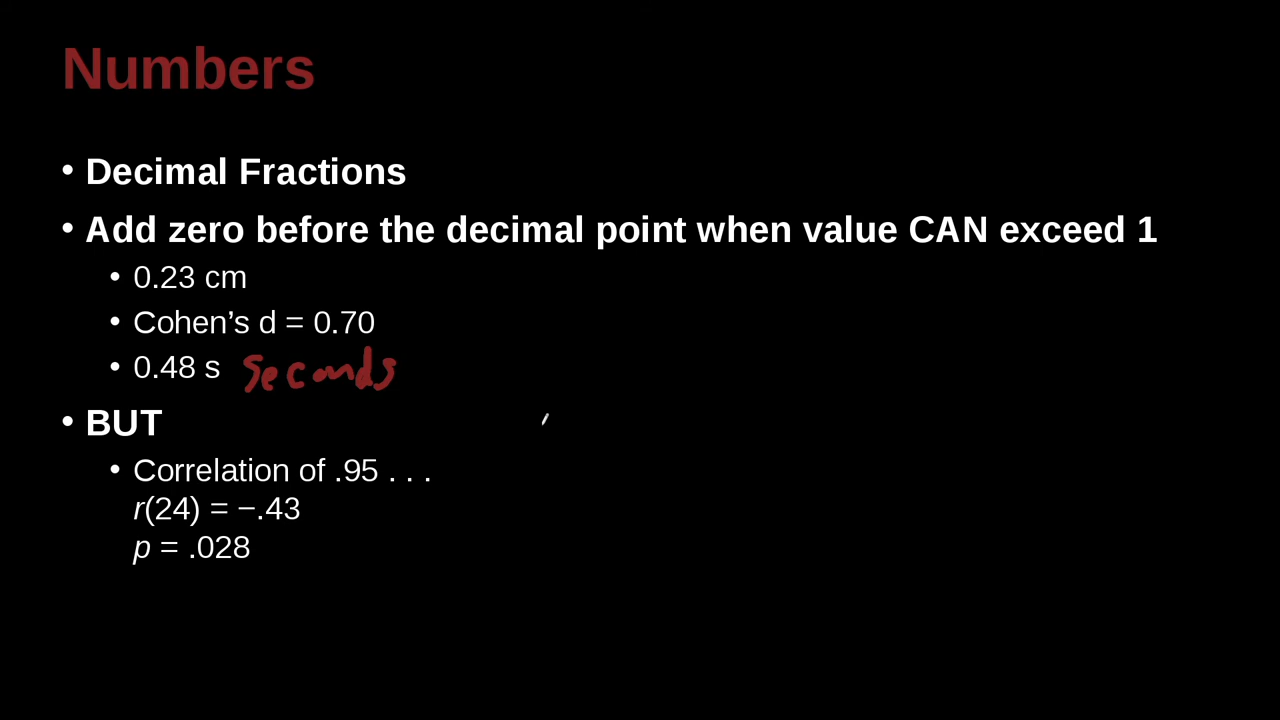 Numbers
• Decimal Fractions
• Add zero before the decimal point when value CAN exceed 1
• 0.23 cm
• Cohen’s d = 0.70
• 0.48 s seconds
• BUT
• Correlation of .95 . . .
r(24) = −.43
p = .028